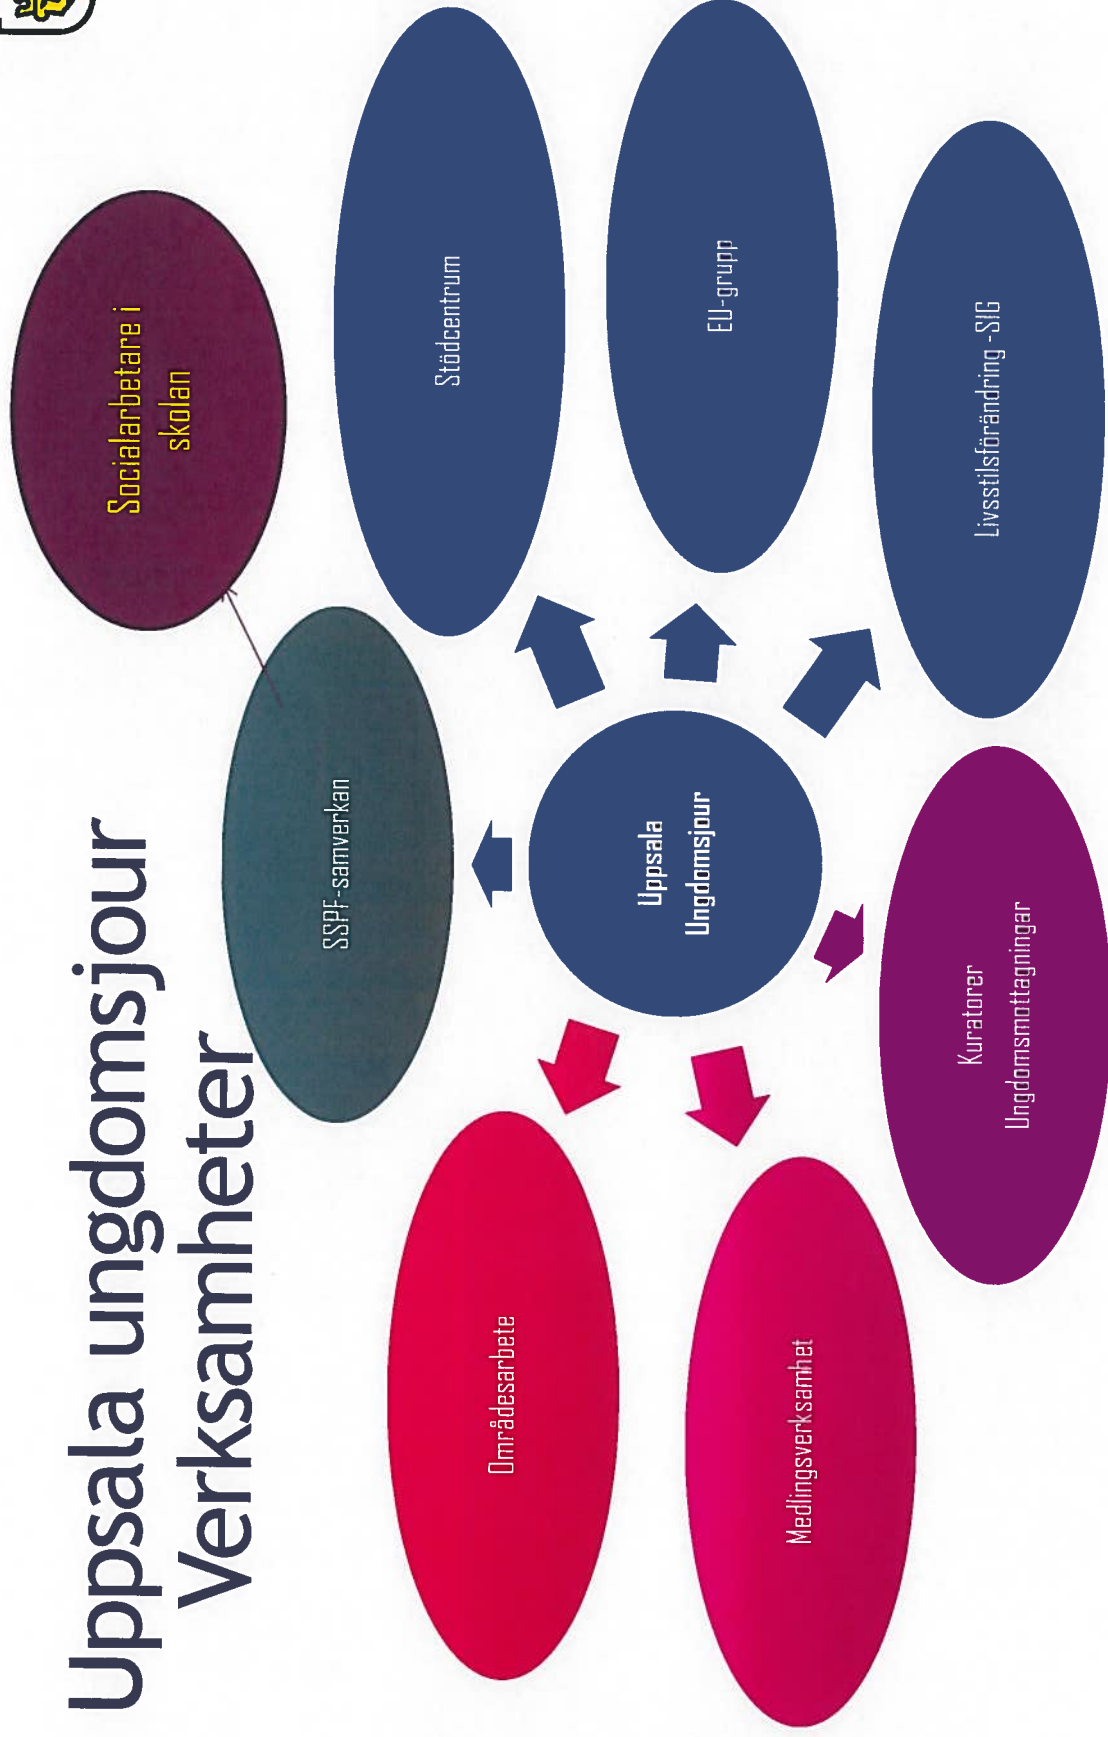 Uppsala ungdomsjour
Verksamheter
Socialarbetare i
skolan
SSPF-samverkan
Stödcentrum
Områdesarbete
Uppsala
Ungdomsjour
EU-grupp
Medlingsverksamhet
Livsstilsförändring -SIG
Kuratorer
Ungdomsmottagningar